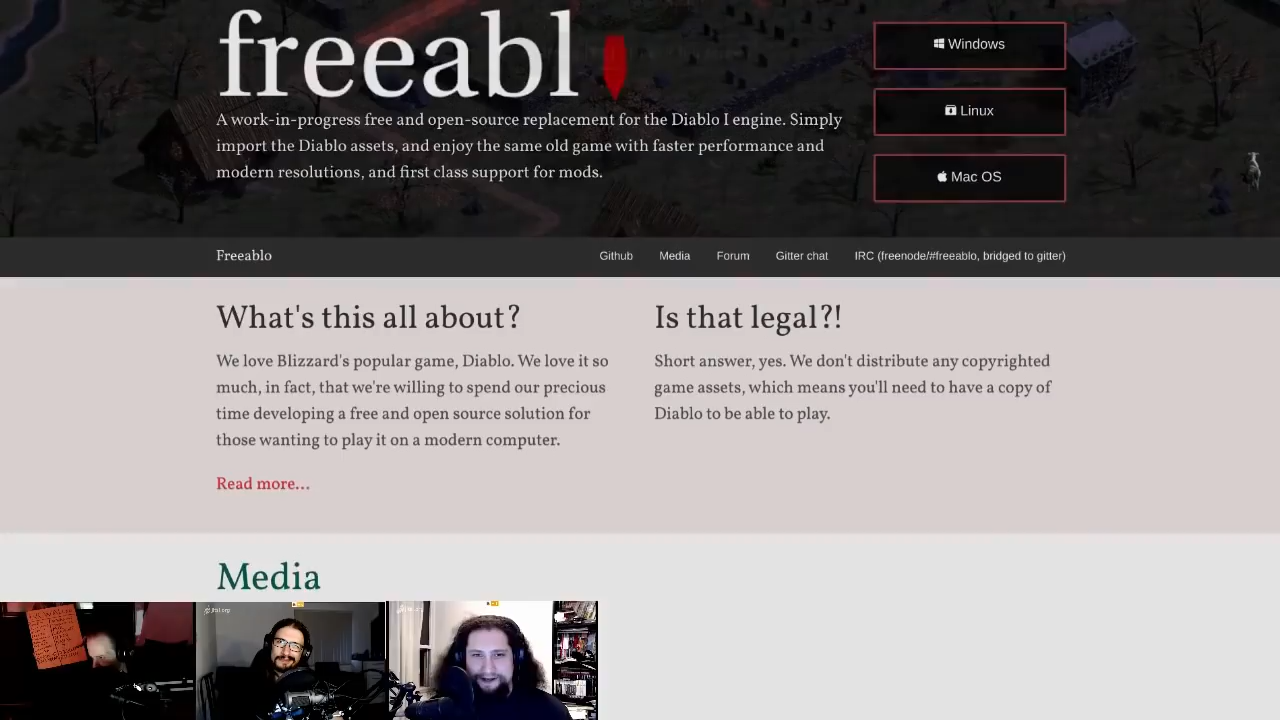 freeabl
Windows
Linux
Mac OS
A work-in-progress free and open-source replacement for the Diablo I engine. Simply
import the Diablo assets, and enjoy the same old game with faster performance and
modern resolutions, and first class support for mods.
Freeablo
Github
Media
Forum
Gitter chat
IRC (freenode/#freeablo, bridged to gitter)
What's this all about?
We love Blizzard's popular game, Diablo. We love it so
much, in fact, that we're willing to spend our precious
time developing a free and open source solution for
those wanting to play it on a modern computer.
Read more...
Is that legal?!
Short answer, yes. We don't distribute any copyrighted
game assets, which means you'll need to have a copy of
Diablo to be able to play.
Media